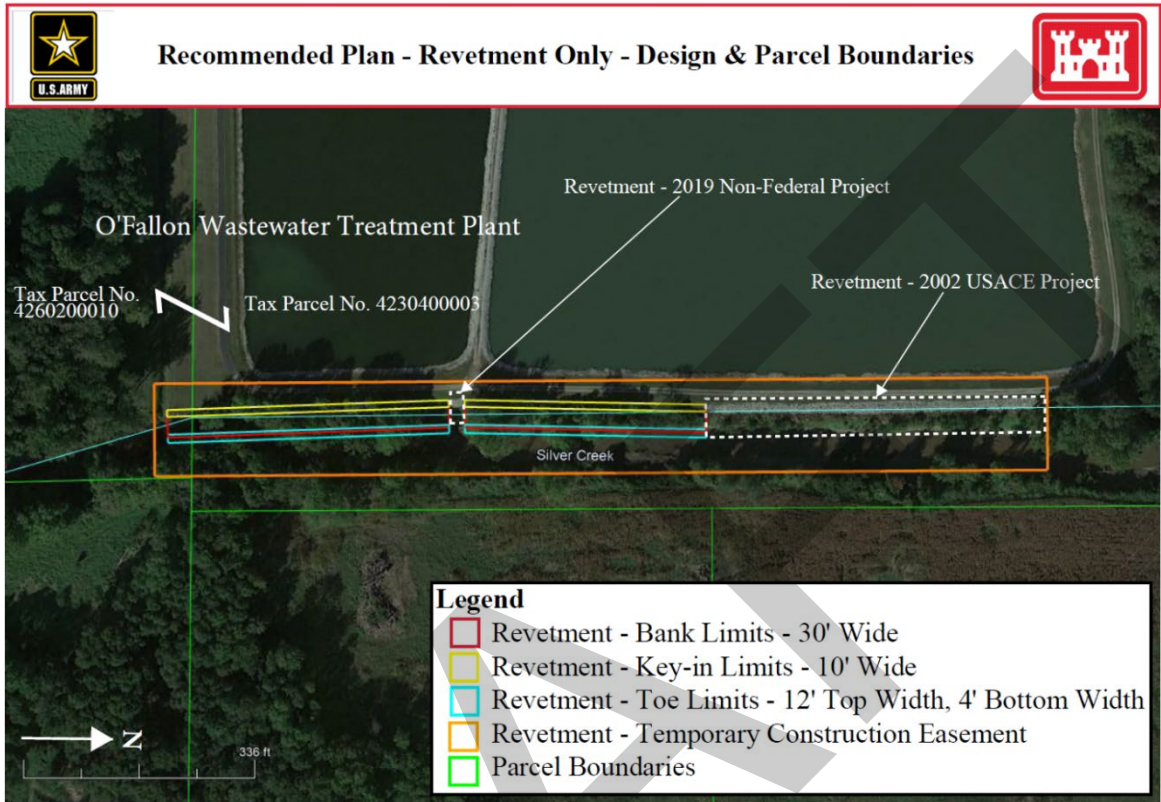 U.S.ARMY
Recommended Plan - Revetment Only - Design & Parcel Boundaries
Revetment - 2019 Non-Federal Project
O'Fallon Wastewater Treatment Plant
Revetment - 2002 USACE Project
Tax Parcel No.
4260200010
Tax Parcel No. 4230400003
Silver Creek
Legend
Revetment - Bank Limits - 30' Wide
Revetment - Key-in Limits - 10' Wide
Revetment - Toe Limits - 12' Top Width, 4' Bottom Width
Revetment - Temporary Construction Easement
Parcel Boundaries
N
336 ft